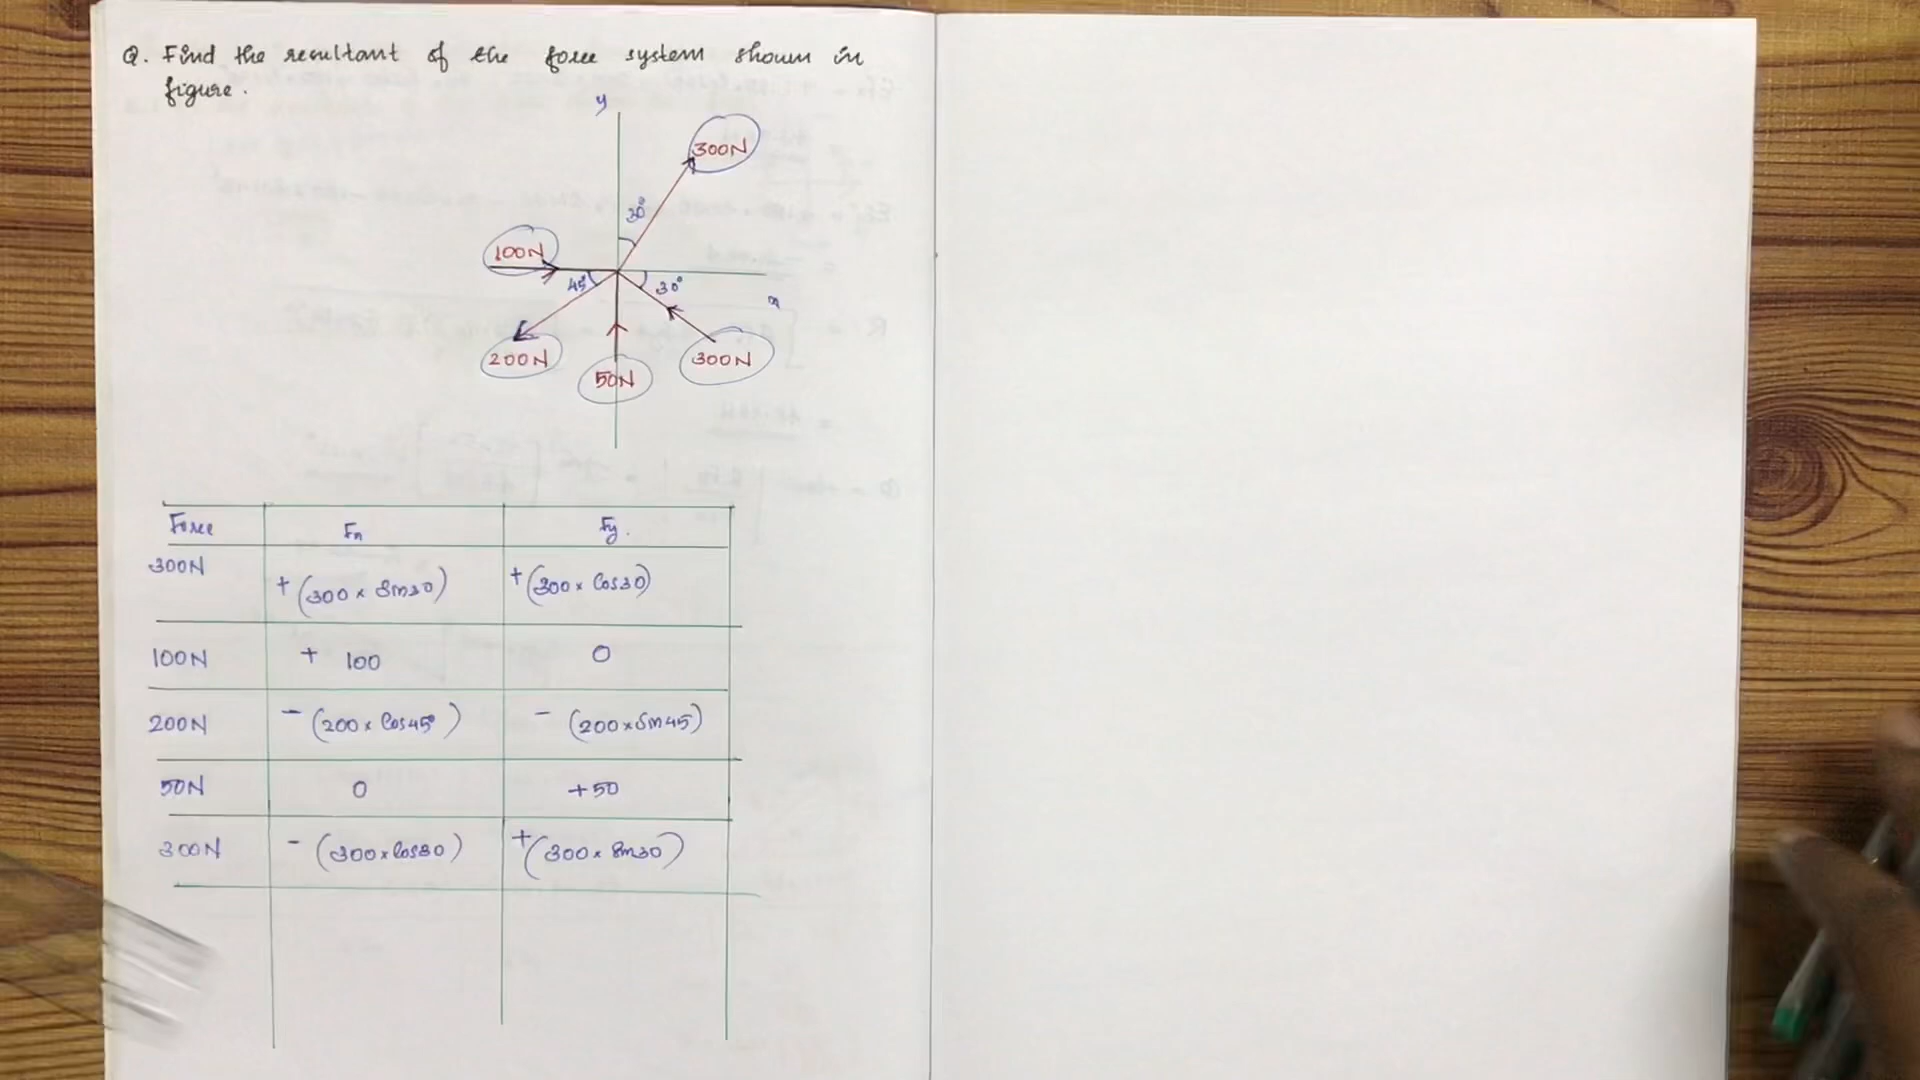 Q. Find the resultant of the force system shown in
figure.
y
300N
30°
100N
45°
30°
x
200N
50N
300N
Force Fx Fy.
300N +(300 x Sin30) +(300 x Cos30)
100N + 100 0
200N - (200 x Cos45°) - (200 x Sin45)
50N 0 +50
300N - (300 x Cos30) +(300 x Sin30)